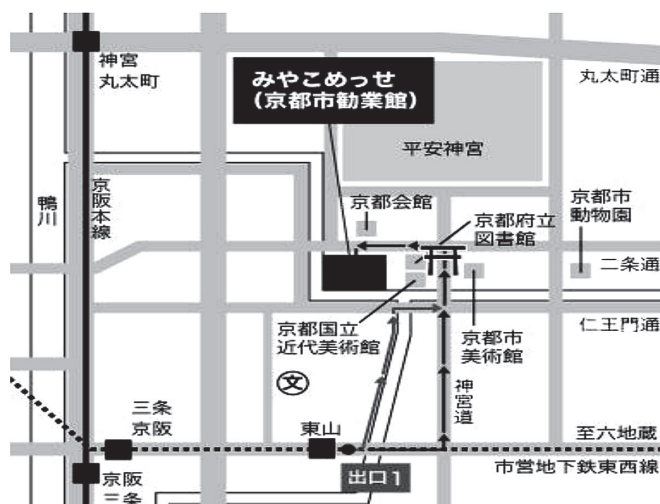 神宮
丸太町
みやこめっせ
(京都市勧業館)
丸太町通
平安神宮
鴨川
京阪本線
京都会館
京都府立
図書館
京都市
動物園
二条通
京都国立
近代美術館
京都市
美術館
仁王門通
文
神宮道
三条
京阪
東山
至六地蔵
市営地下鉄東西線
出口1
京阪
三条